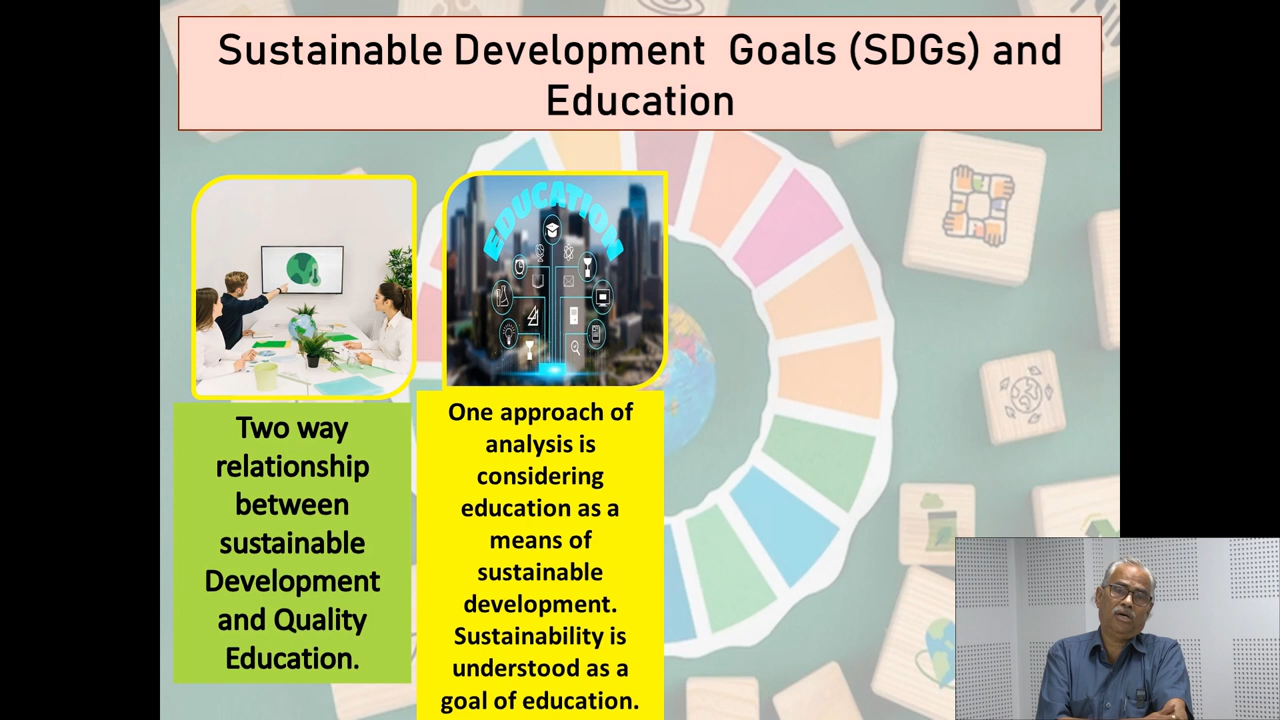 Sustainable Development Goals (SDGs) and
Education
EDUCATION
Two way
relationship
between
sustainable
Development
and Quality
Education.
One approach of
analysis is
considering
education as a
means of
sustainable
development.
Sustainability is
understood as a
goal of education.